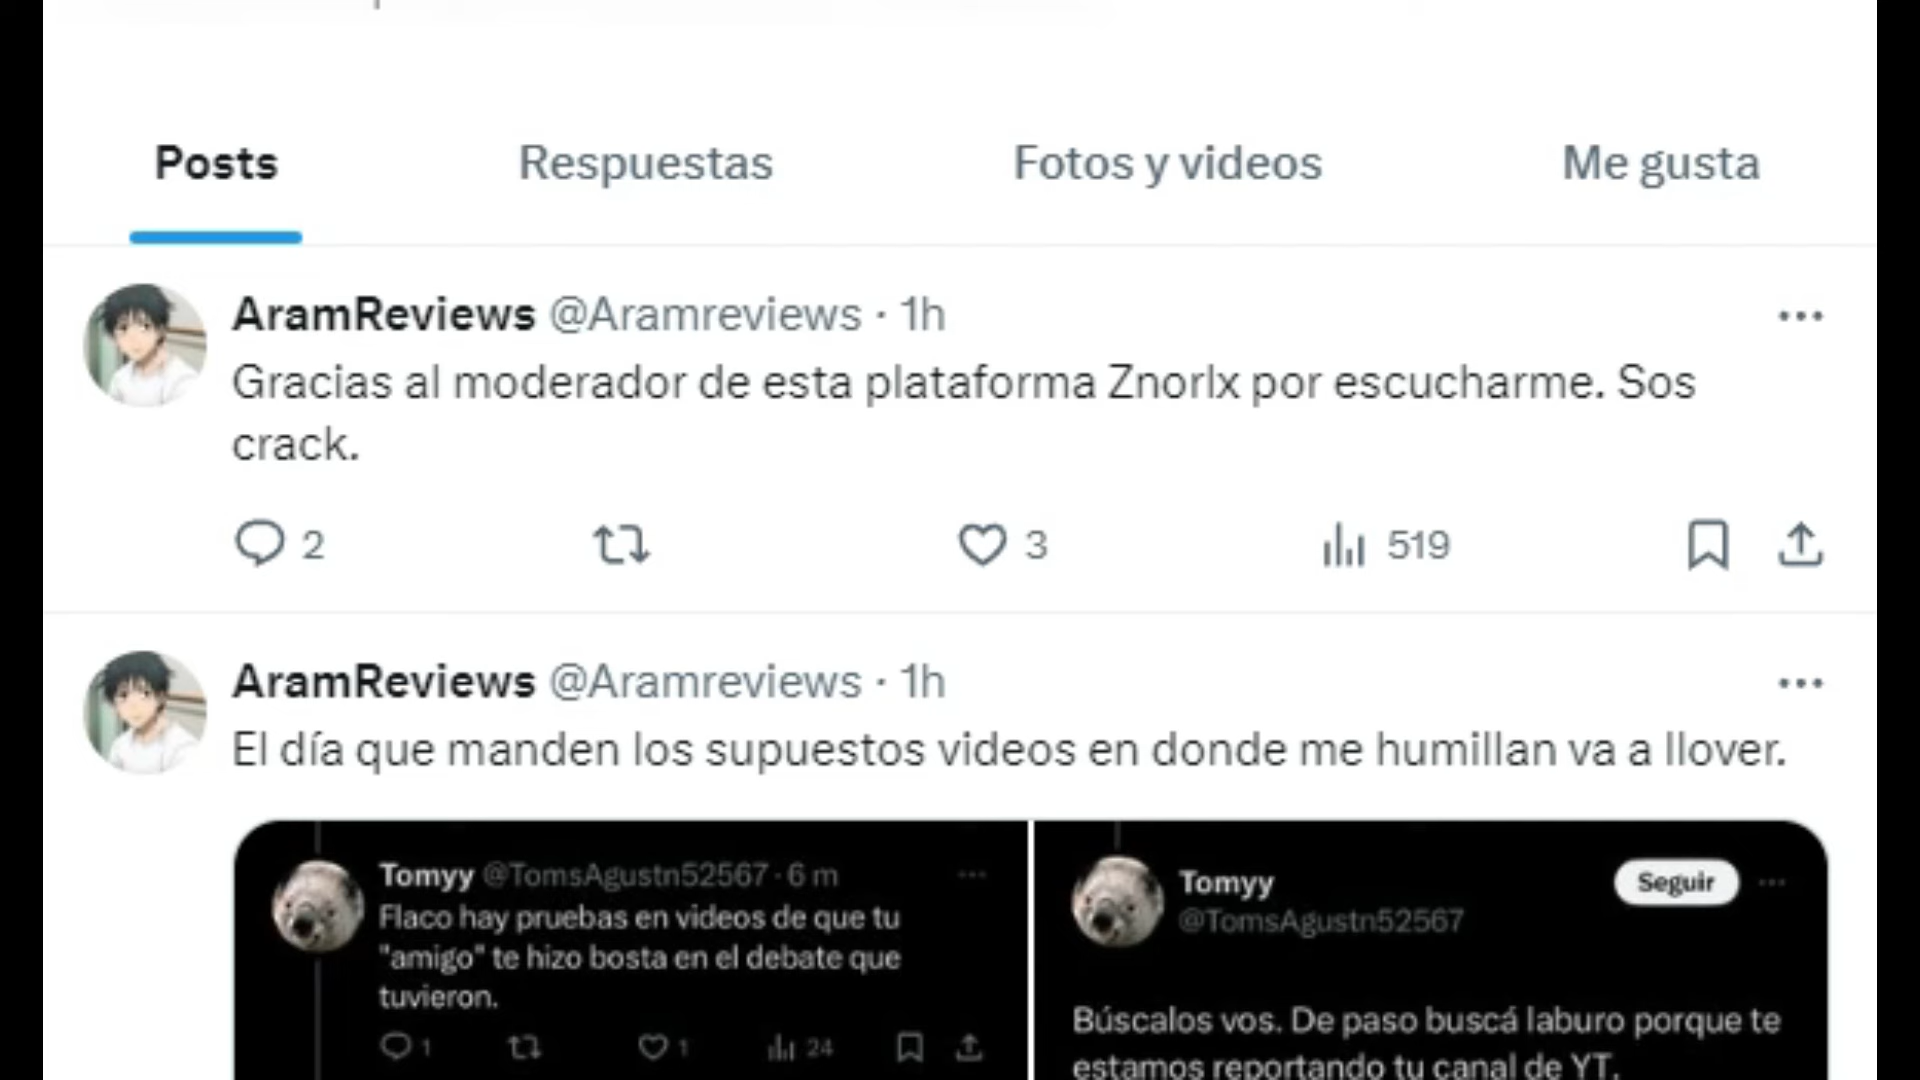 Posts Respuestas Fotos y videos Me gusta
AramReviews @Aramreviews · 1h
Gracias al moderador de esta plataforma Znorlx por escucharme. Sos
crack.
2 3 519
AramReviews @Aramreviews · 1h
El día que manden los supuestos videos en donde me humillan va a llover.
Tomyy @TomsAgustn52567 · 6 m
Flaco hay pruebas en videos de que tu
"amigo" te hizo bosta en el debate que
tuvieron.
1 1 24
Tomyy
@TomsAgustn52567
Seguir
Búscalos vos. De paso buscá laburo porque te
estamos reportando tu canal de YT.